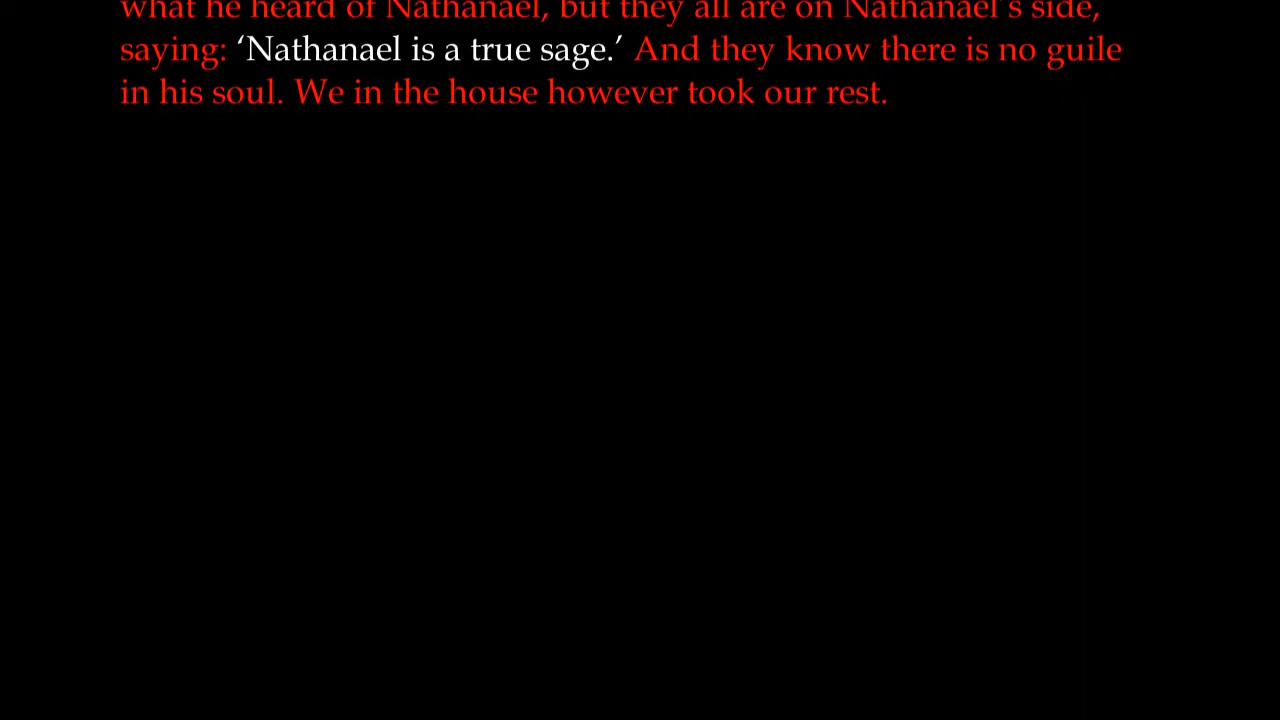 what he heard of Nathanael, but they all are on Nathanael’s side,
saying: ‘Nathanael is a true sage.’ And they know there is no guile
in his soul. We in the house however took our rest.